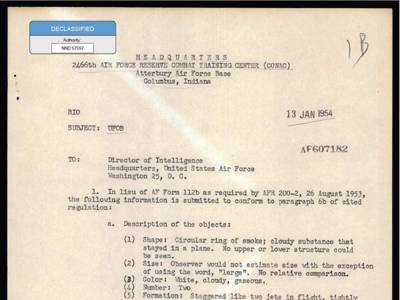 DECLASSIFIED
Authority:
NND 57597
1B
HEADQUARTERS
2466th AIR FORCE RESERVE COMBAT TRAINING CENTER (CONAC)
Atterbury Air Force Base
Columbus, Indiana
RIO
13 JAN 1954
SUBJECT: UFOB
AF607182
TO: Director of Intelligence
Headquarters, United States Air Force
Washington 25, D. C.
1. In lieu of AF Form 112b as required by AFR 200-2, 26 August 1953,
the following information is submitted to conform to paragraph 6b of cited
regulation:
a. Description of the objects:
(1) Shape: Circular ring of smoke; cloudy substance that
stayed in a plane. No upper or lower structure could
be seen.
(2) Size: Observer would not estimate size with the exception
of using the word, "large". No relative comparison.
(3) Color: White, cloudy, gaseous.
(4) Number: Two
(5) Formation: Staggered like two jets in flight, tightly